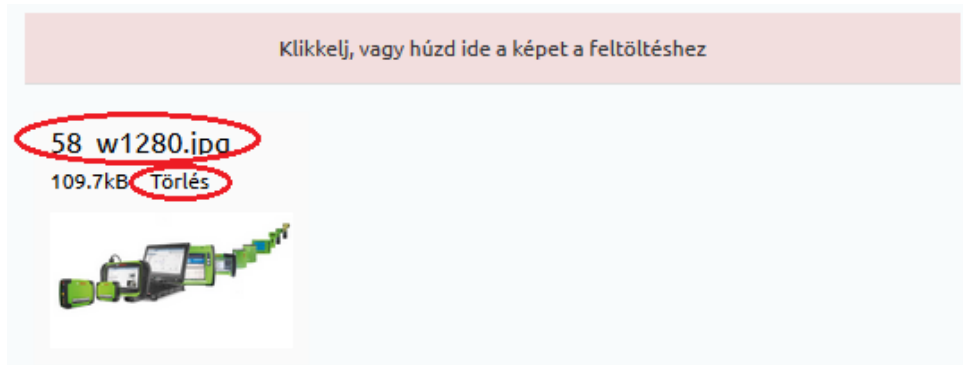 Klikkelj, vagy húzd ide a képet a feltöltéshez
58_w1280.jpg
109.7kB Törlés